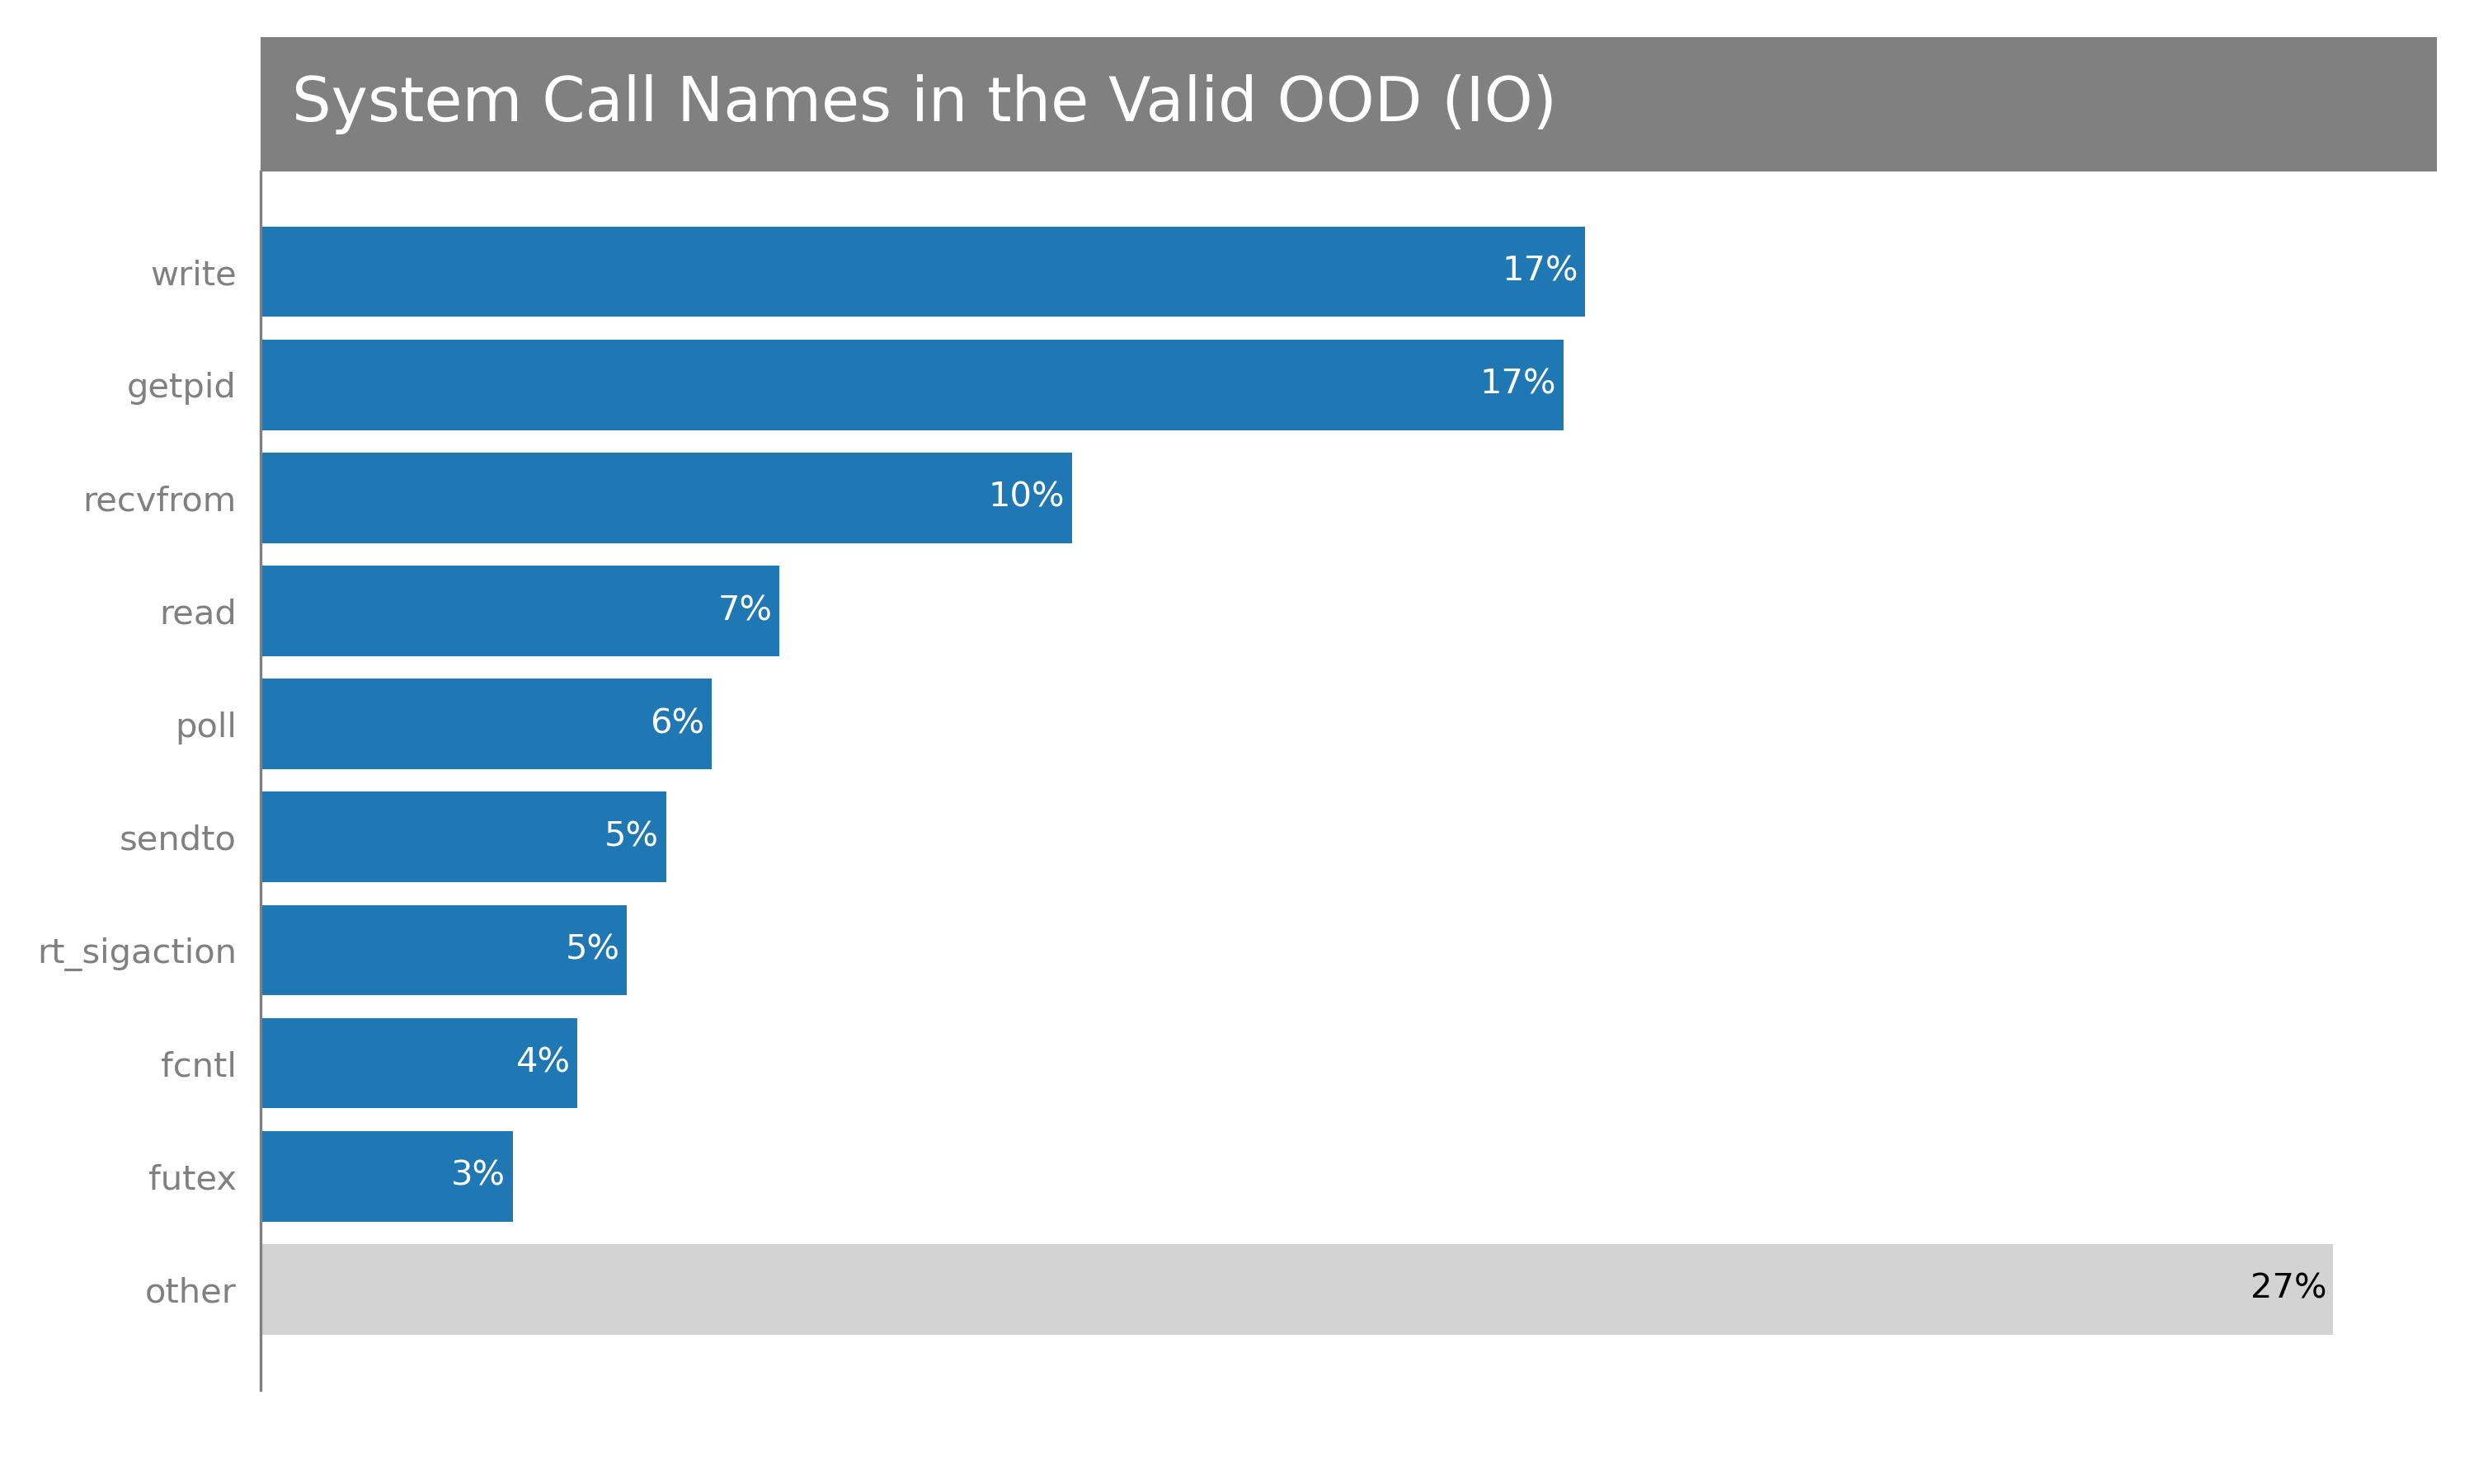 System Call Names in the Valid OOD (IO)
write 17%
getpid 17%
recvfrom 10%
read 7%
poll 6%
sendto 5%
rt_sigaction 5%
fcntl 4%
futex 3%
other 27%